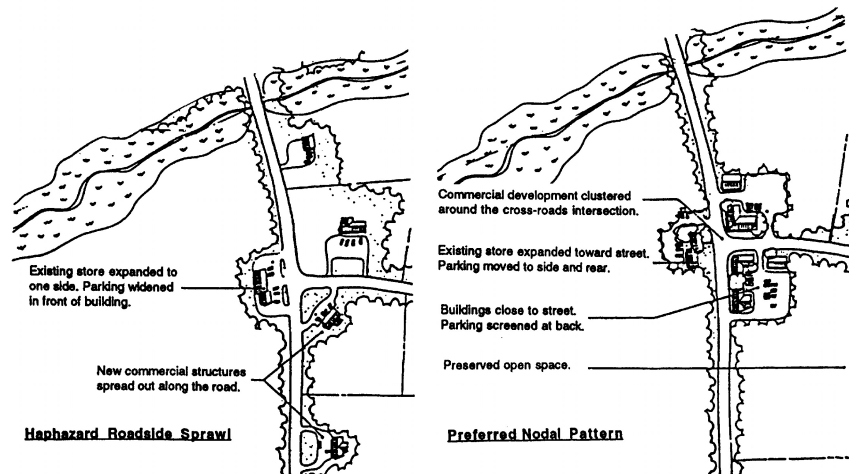 Existing store expanded to
one side. Parking widened
in front of building.
New commercial structures
spread out along the road.
Haphazard Roadside Sprawl
Commercial development clustered
around the cross-roads intersection.
Existing store expanded toward street.
Parking moved to side and rear.
Buildings close to street.
Parking screened at back.
Preserved open space.
Preferred Nodal Pattern